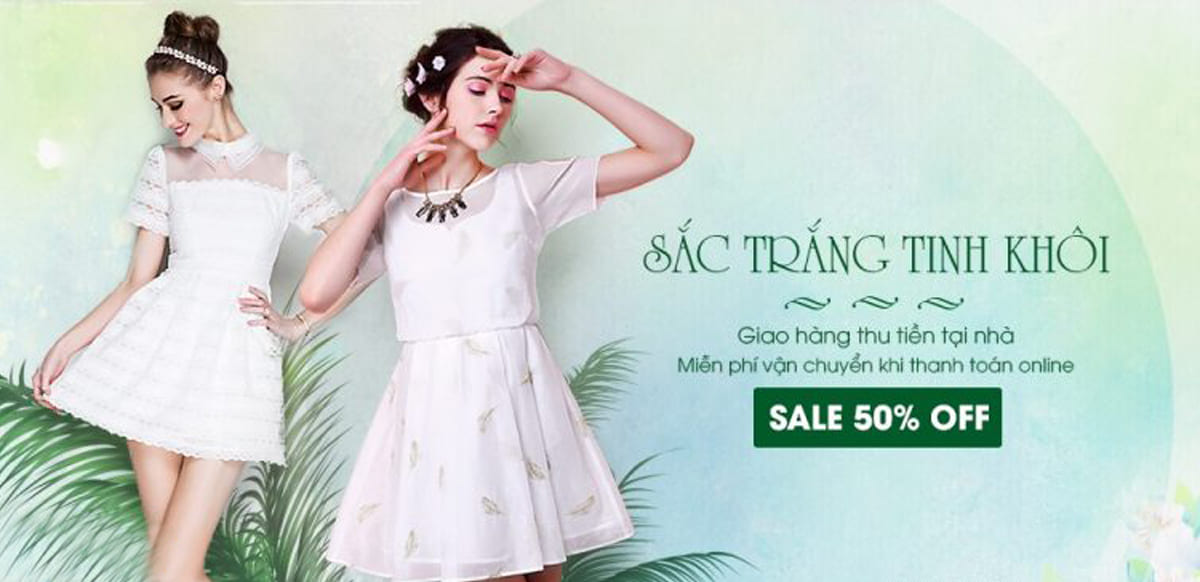 SẮC TRẮNG TINH KHÔI
Giao hàng thu tiền tại nhà
Miễn phí vận chuyển khi thanh toán online
SALE 50% OFF